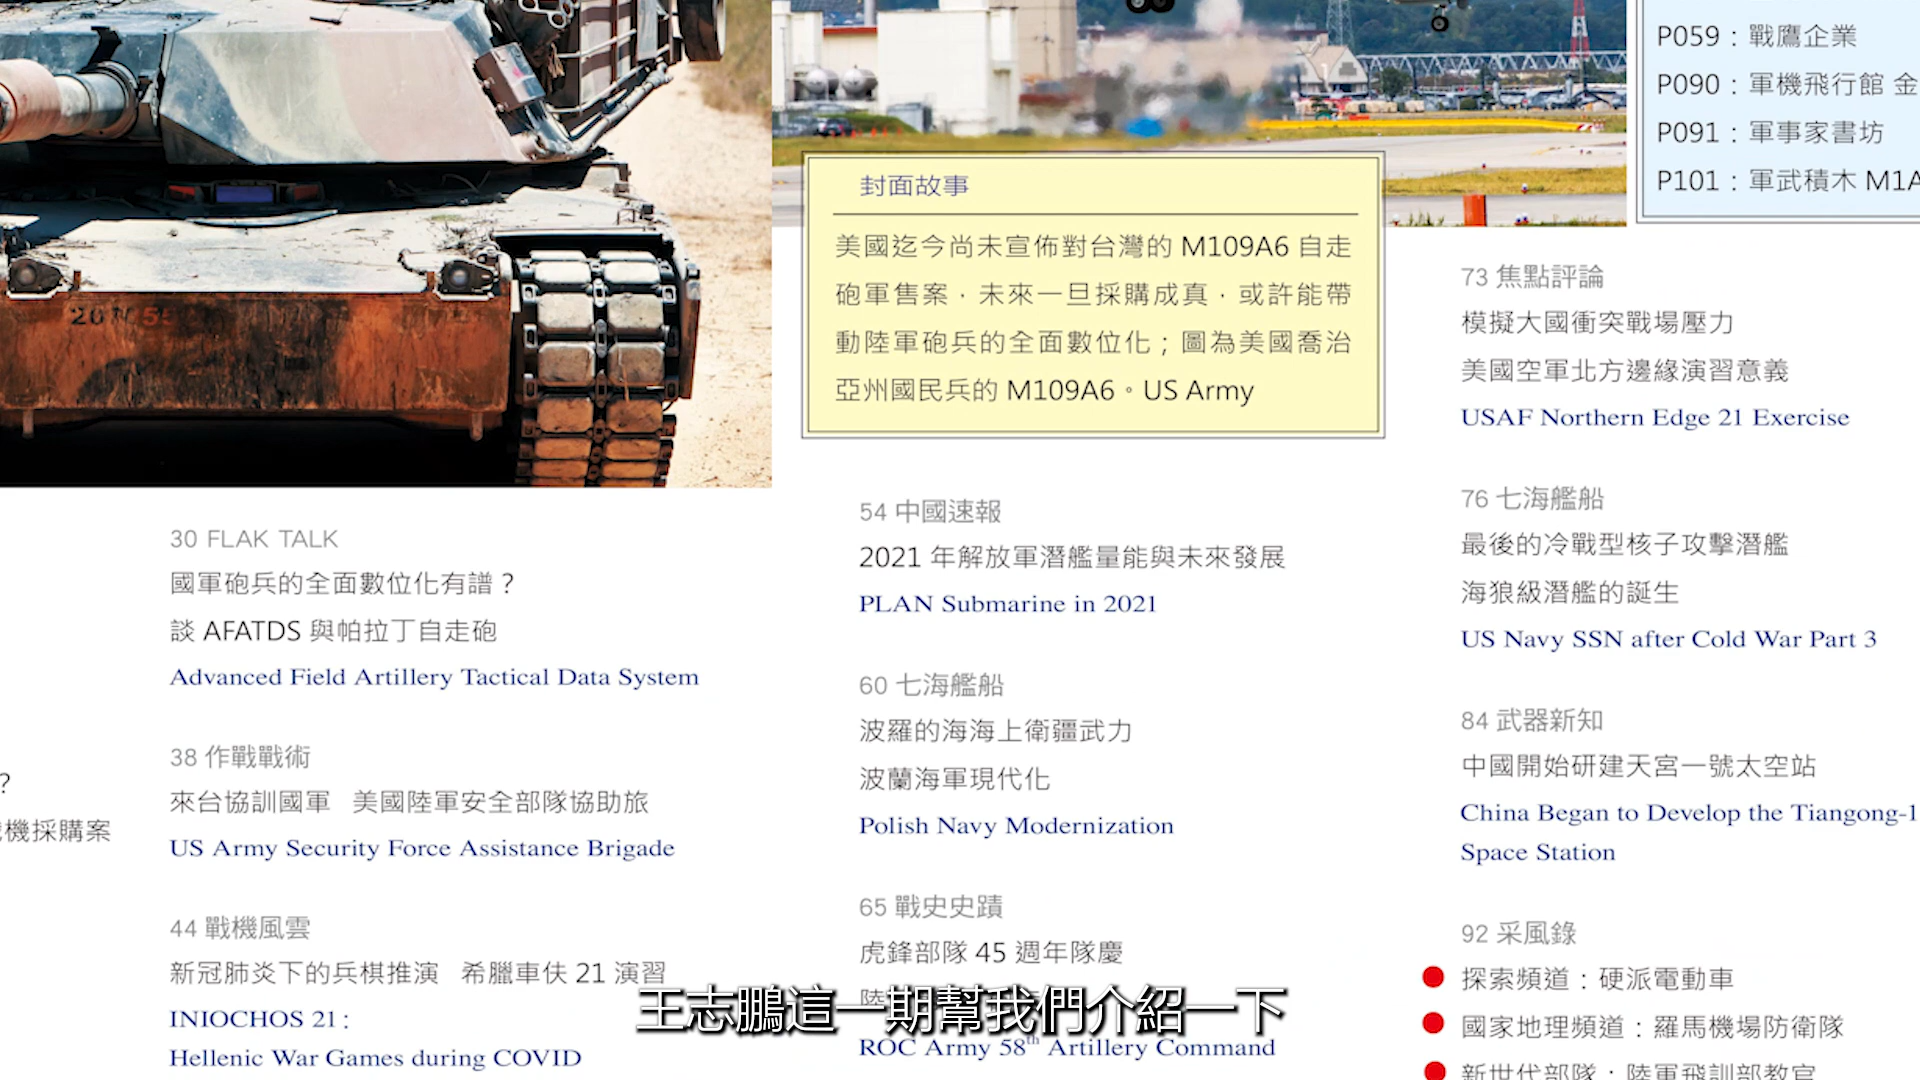 P059：戰鷹企業
P090：軍機飛行館 金
P091：軍事家書坊
P101：軍武積木 M1A
封面故事
美國迄今尚未宣佈對台灣的 M109A6 自走
砲軍售案，未來一旦採購成真，或許能帶
動陸軍砲兵的全面數位化；圖為美國喬治
亞州國民兵的 M109A6。US Army
?
機採購案
30 FLAK TALK
國軍砲兵的全面數位化有譜？
談 AFATDS 與帕拉丁自走砲
Advanced Field Artillery Tactical Data System
38 作戰戰術
來台協訓國軍 美國陸軍安全部隊協助旅
US Army Security Force Assistance Brigade
44 戰機風雲
新冠肺炎下的兵棋推演 希臘車伕 21 演習
INIOCHOS 21 :
Hellenic War Games during COVID
54 中國速報
2021 年解放軍潛艦量能與未來發展
PLAN Submarine in 2021
60 七海艦船
波羅的海海上衛疆武力
波蘭海軍現代化
Polish Navy Modernization
65 戰史史蹟
虎鋒部隊 45 週年隊慶
陸
ROC Army 58th Artillery Command
73 焦點評論
模擬大國衝突戰場壓力
美國空軍北方邊緣演習意義
USAF Northern Edge 21 Exercise
76 七海艦船
最後的冷戰型核子攻擊潛艦
海狼級潛艦的誕生
US Navy SSN after Cold War Part 3
84 武器新知
中國開始研建天宮一號太空站
China Began to Develop the Tiangong-1
Space Station
92 采風錄
探索頻道：硬派電動車
國家地理頻道：羅馬機場防衛隊
新世代部隊：陸軍飛訓部教官
王志鵬這一期幫我們介紹一下